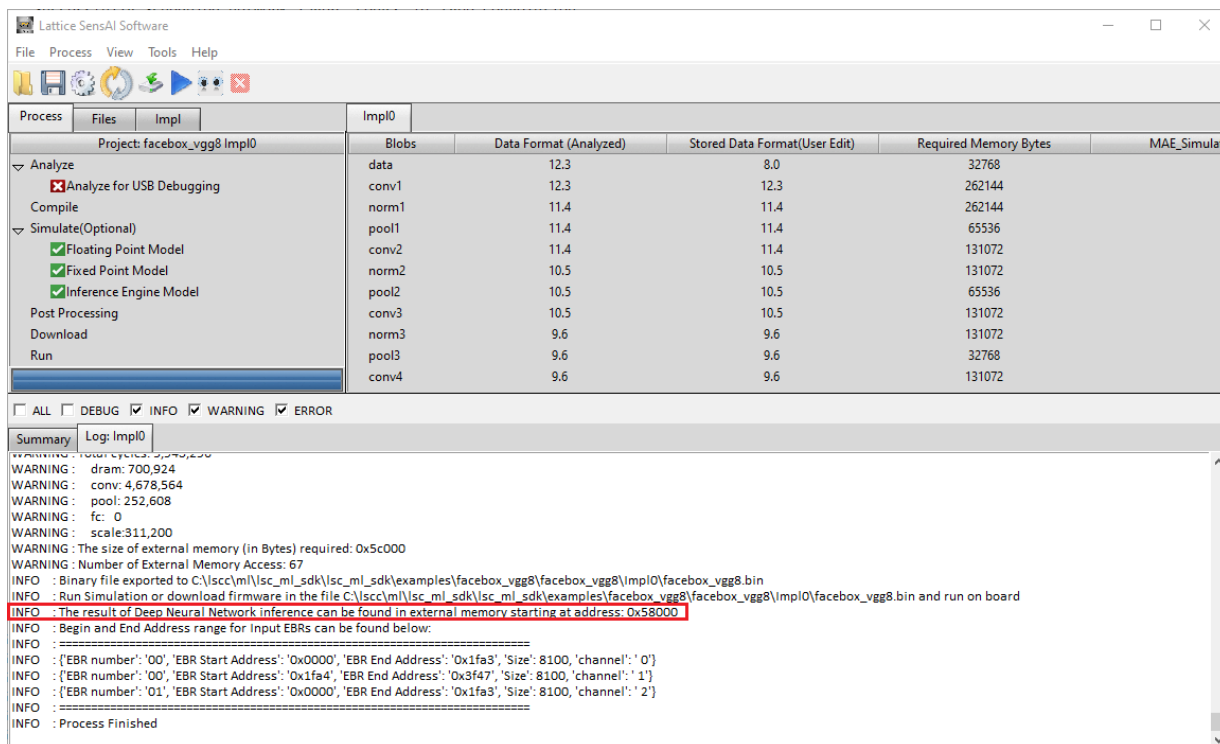 Lattice SensAI Software
File Process View Tools Help
Process Files Impl Impl0
Project: facebox_vgg8 Impl0 Blobs Data Format (Analyzed) Stored Data Format(User Edit) Required Memory Bytes MAE_Simula
Analyze data 12.3 8.0 32768
Analyze for USB Debugging conv1 12.3 12.3 262144
Compile norm1 11.4 11.4 262144
Simulate(Optional) pool1 11.4 11.4 65536
Floating Point Model conv2 11.4 11.4 131072
Fixed Point Model norm2 10.5 10.5 131072
Inference Engine Model pool2 10.5 10.5 65536
Post Processing conv3 10.5 10.5 131072
Download norm3 9.6 9.6 131072
Run pool3 9.6 9.6 32768
conv4 9.6 9.6 131072
ALL DEBUG INFO WARNING ERROR
Summary Log: Impl0
WARNING : dram: 700,924
WARNING : conv: 4,678,564
WARNING : pool: 252,608
WARNING : fc: 0
WARNING : scale:311,200
WARNING : The size of external memory (in Bytes) required: 0x5c000
WARNING : Number of External Memory Access: 67
INFO : Binary file exported to C:\lscc\ml\lsc_ml_sdk\lsc_ml_sdk\examples\facebox_vgg8\facebox_vgg8\Impl0\facebox_vgg8.bin
INFO : Run Simulation or download firmware in the file C:\lscc\ml\lsc_ml_sdk\lsc_ml_sdk\examples\facebox_vgg8\facebox_vgg8\Impl0\facebox_vgg8.bin and run on board
INFO : The result of Deep Neural Network inference can be found in external memory starting at address: 0x58000
INFO : Begin and End Address range for Input EBRs can be found below:
INFO : ==========================================================================
INFO : {'EBR number': '00', 'EBR Start Address': '0x0000', 'EBR End Address': '0x1fa3', 'Size': 8100, 'channel': ' 0'}
INFO : {'EBR number': '00', 'EBR Start Address': '0x1fa4', 'EBR End Address': '0x3f47', 'Size': 8100, 'channel': ' 1'}
INFO : {'EBR number': '01', 'EBR Start Address': '0x0000', 'EBR End Address': '0x1fa3', 'Size': 8100, 'channel': ' 2'}
INFO : ==========================================================================
INFO : Process Finished